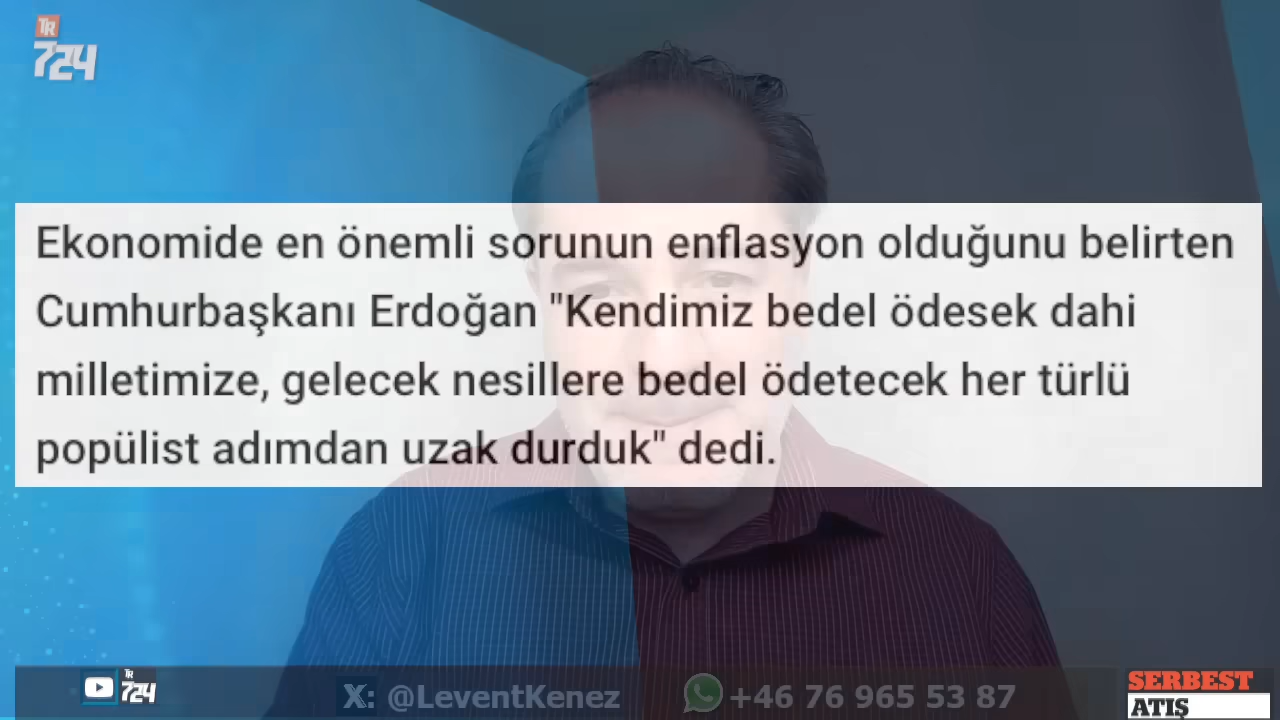 TR
724
Ekonomide en önemli sorunun enflasyon olduğunu belirten
Cumhurbaşkanı Erdoğan "Kendimiz bedel ödesek dahi
milletimize, gelecek nesillere bedel ödetecek her türlü
popülist adımdan uzak durduk" dedi.
TR
724
X: @LeventKenez
+46 76 965 53 87
SERBEST
ATIŞ